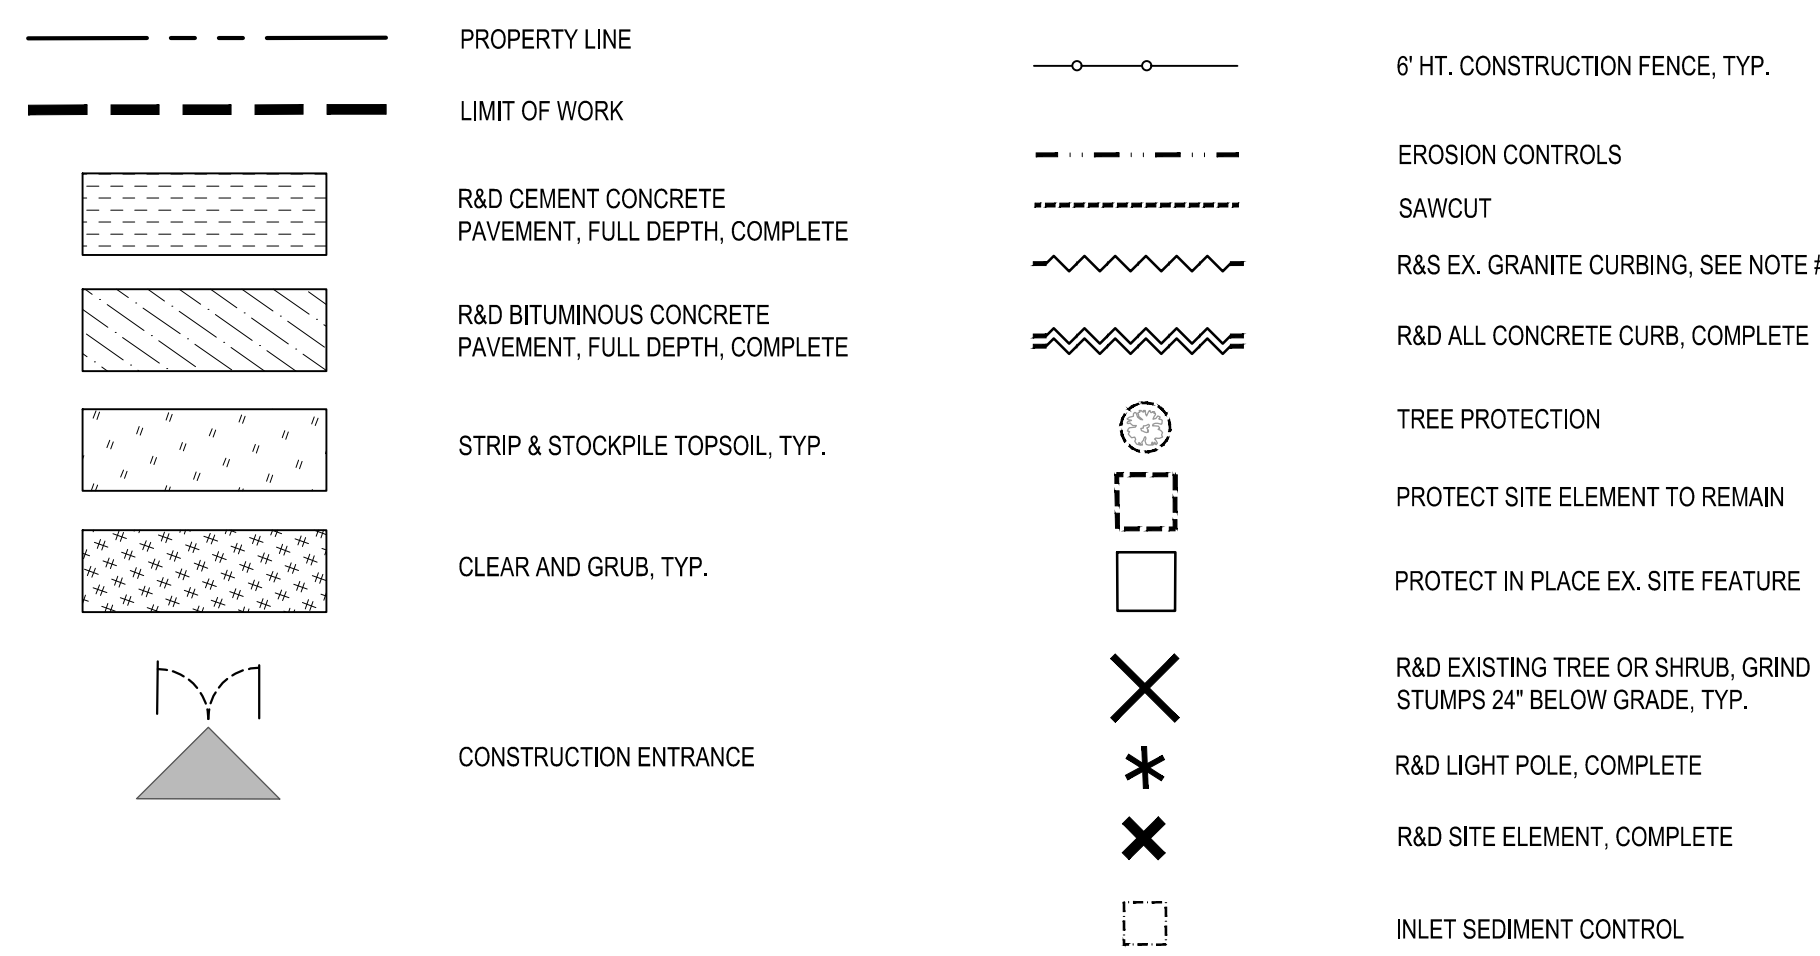 PROPERTY LINE
LIMIT OF WORK
R&D CEMENT CONCRETE
PAVEMENT, FULL DEPTH, COMPLETE
R&D BITUMINOUS CONCRETE
PAVEMENT, FULL DEPTH, COMPLETE
STRIP & STOCKPILE TOPSOIL, TYP.
CLEAR AND GRUB, TYP.
CONSTRUCTION ENTRANCE
6' HT. CONSTRUCTION FENCE, TYP.
EROSION CONTROLS
SAWCUT
R&S EX. GRANITE CURBING, SEE NOTE #
R&D ALL CONCRETE CURB, COMPLETE
TREE PROTECTION
PROTECT SITE ELEMENT TO REMAIN
PROTECT IN PLACE EX. SITE FEATURE
R&D EXISTING TREE OR SHRUB, GRIND
STUMPS 24" BELOW GRADE, TYP.
R&D LIGHT POLE, COMPLETE
R&D SITE ELEMENT, COMPLETE
INLET SEDIMENT CONTROL